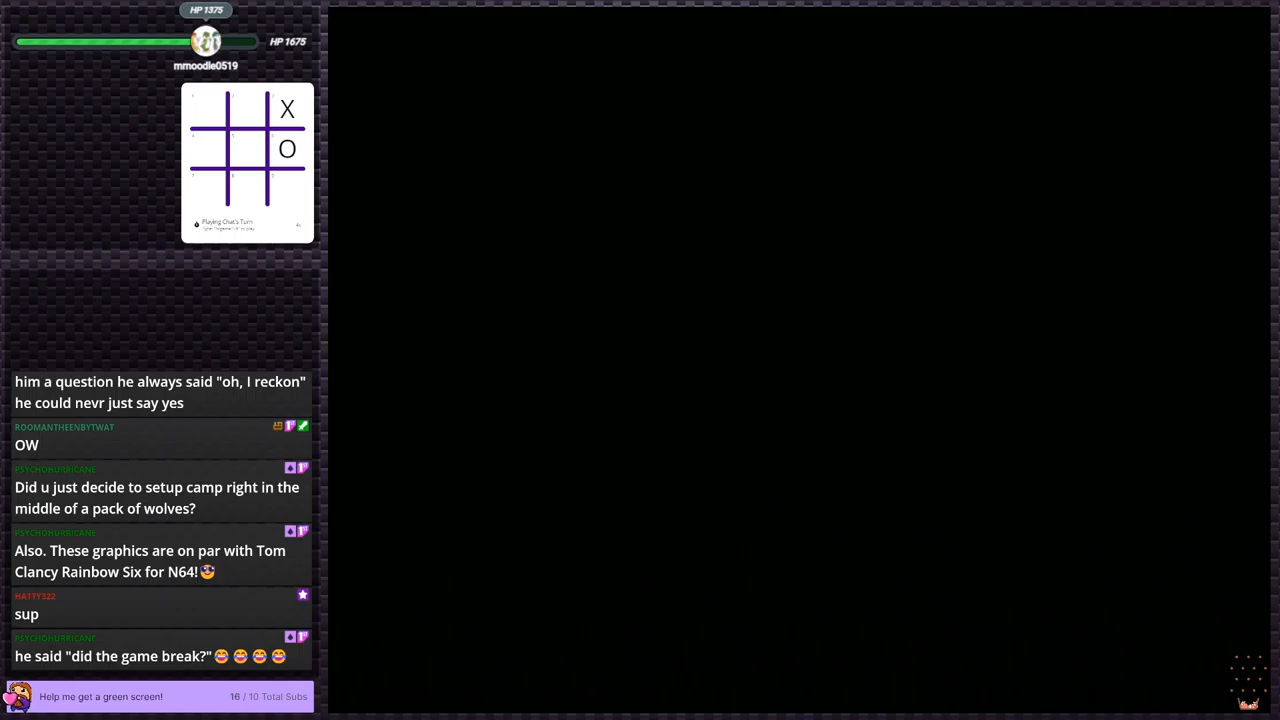 HP 1375
HP 1675
mmoodle0519
X
O
Playing Chat's Turn
him a question he always said "oh, I reckon"
he could nevr just say yes
ROOMANTHEENBYTWAT
OW
PSYCHOHURRICANE
Did u just decide to setup camp right in the
middle of a pack of wolves?
PSYCHOHURRICANE
Also. These graphics are on par with Tom
Clancy Rainbow Six for N64!
HATTY322
sup
PSYCHOHURRICANE
he said "did the game break?"
Help me get a green screen!
16 / 10 Total Subs